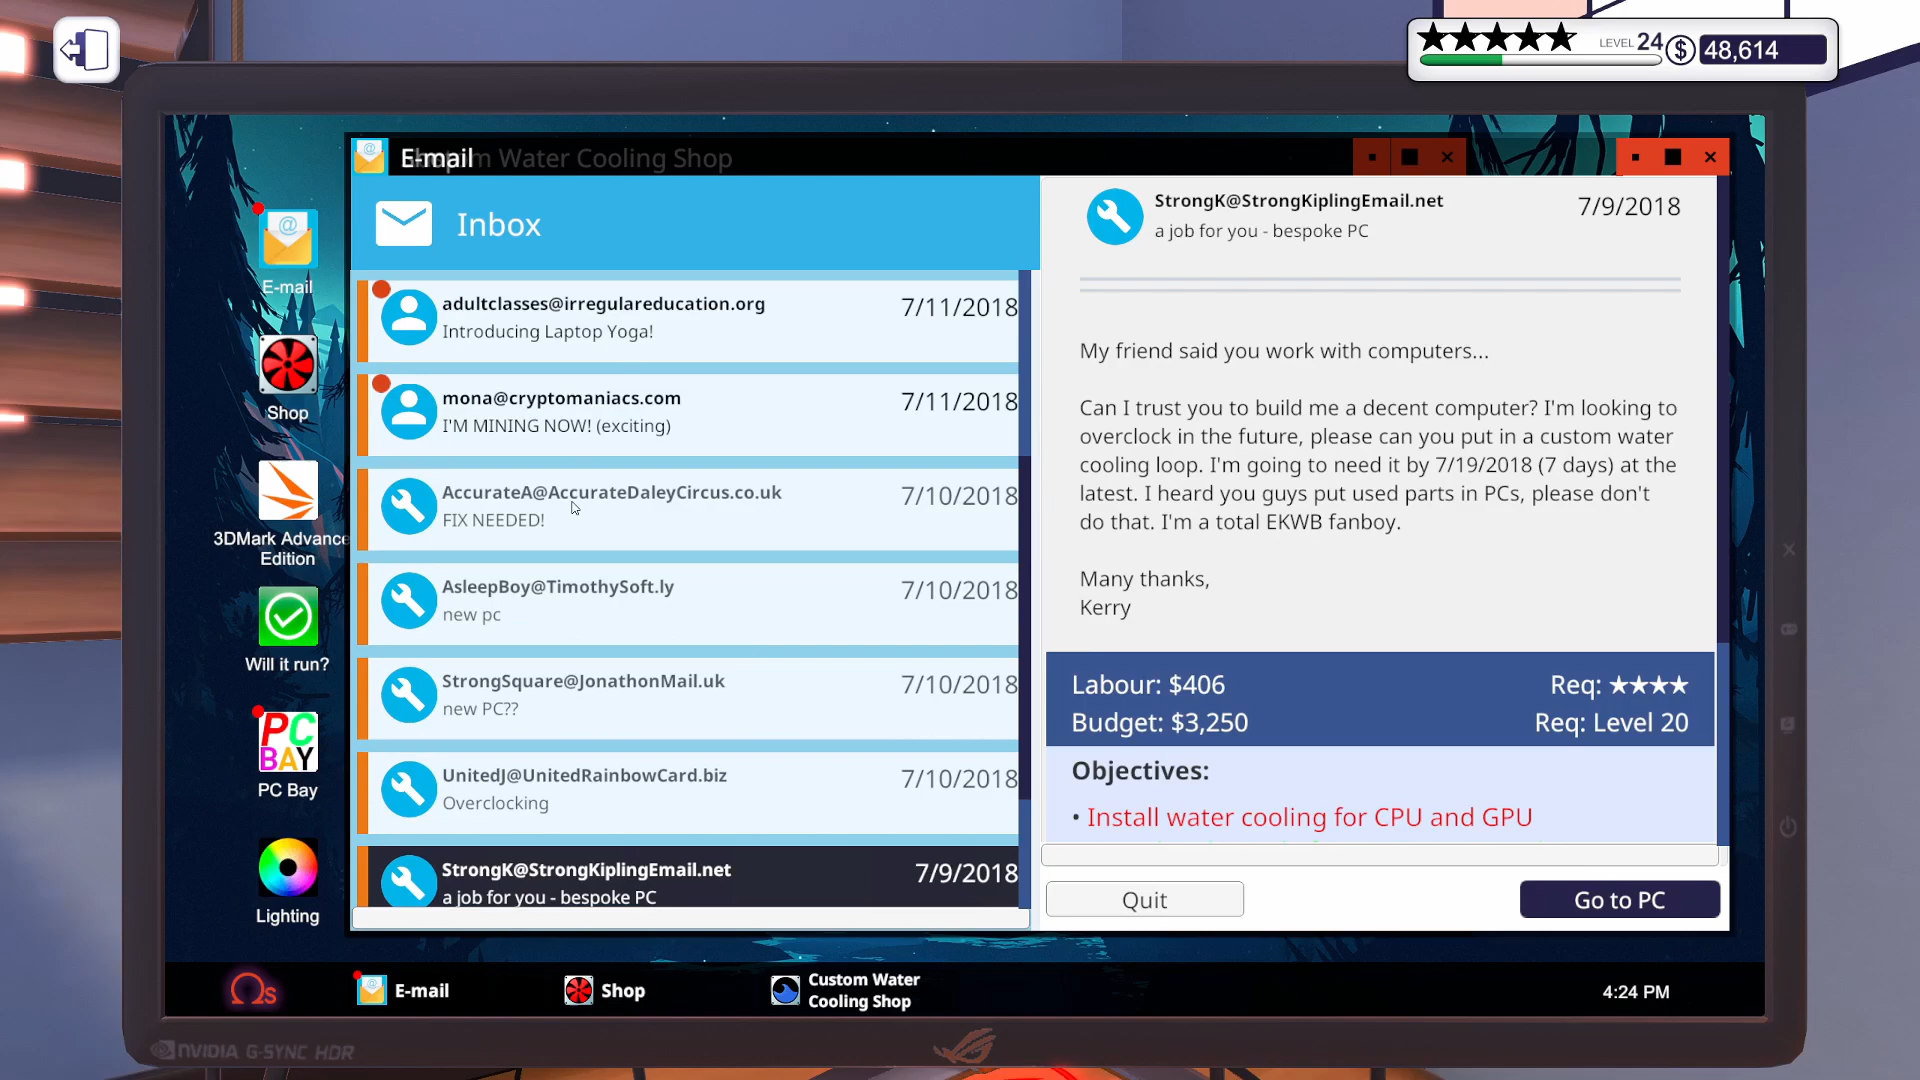 LEVEL 24
$ 48,614
E-mail
Water Cooling Shop
Inbox
adultclasses@irregulareducation.org
7/11/2018
Introducing Laptop Yoga!
mona@cryptomaniacs.com
7/11/2018
I'M MINING NOW! (exciting)
AccurateA@AccurateDaleyCircus.co.uk
7/10/2018
FIX NEEDED!
AsleepBoy@TimothySoft.ly
7/10/2018
new pc
StrongSquare@JonathonMail.uk
7/10/2018
new PC??
UnitedJ@UnitedRainbowCard.biz
7/10/2018
Overclocking
StrongK@StrongKiplingEmail.net
7/9/2018
a job for you - bespoke PC
StrongK@StrongKiplingEmail.net
7/9/2018
a job for you - bespoke PC
My friend said you work with computers...
Can I trust you to build me a decent computer? I'm looking to
overclock in the future, please can you put in a custom water
cooling loop. I'm going to need it by 7/19/2018 (7 days) at the
latest. I heard you guys put used parts in PCs, please don't
do that. I'm a total EKWB fanboy.
Many thanks,
Kerry
Labour: $406
Req: ★★★★
Budget: $3,250
Req: Level 20
Objectives:
• Install water cooling for CPU and GPU
Quit
Go to PC
E-mail
Shop
3DMark Advance
Edition
Will it run?
PC
BAY
PC Bay
Lighting
Ωs
E-mail
Shop
Custom Water
Cooling Shop
4:24 PM
NVIDIA G-SYNC HDR